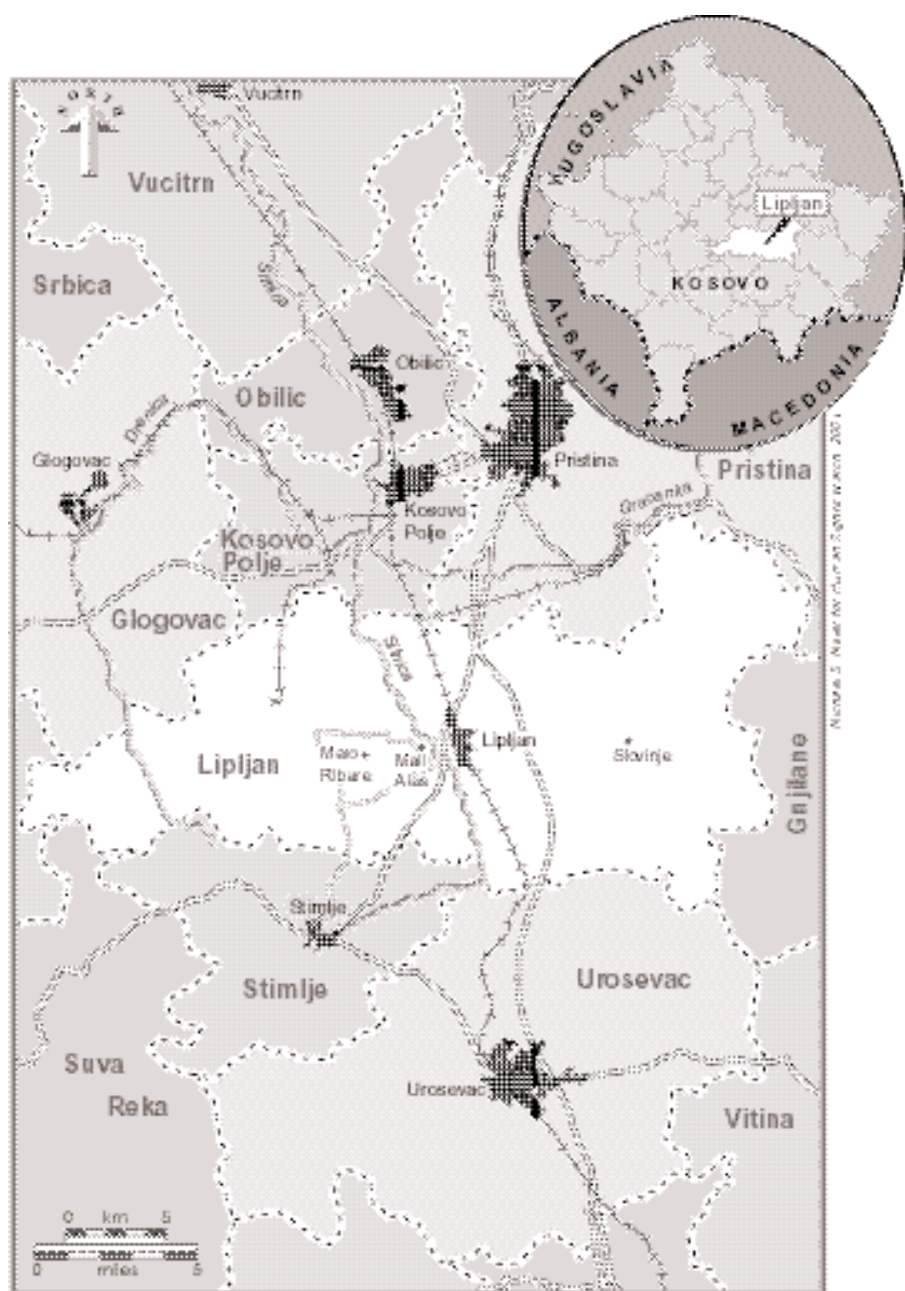 NORTH
Vucitrn
Vucitrn
YUGOSLAVIA
Lipljan
KOSOVO
ALBANIA
MACEDONIA
Srbica
Sitnica
Obilic
Obilic
Drenica
Glogovac
Pristina
Pristina
Gracanka
Kosovo
Polje
Kosovo
Polje
Glogovac
Sitnica
Lipljan
Malo
Ribare
Mali
Alas
Lipljan
Slovinje
Gnjilane
Stimlje
Stimlje
Urosevac
Suva
Reka
Urosevac
Vitina
0 km 5
0 miles 5